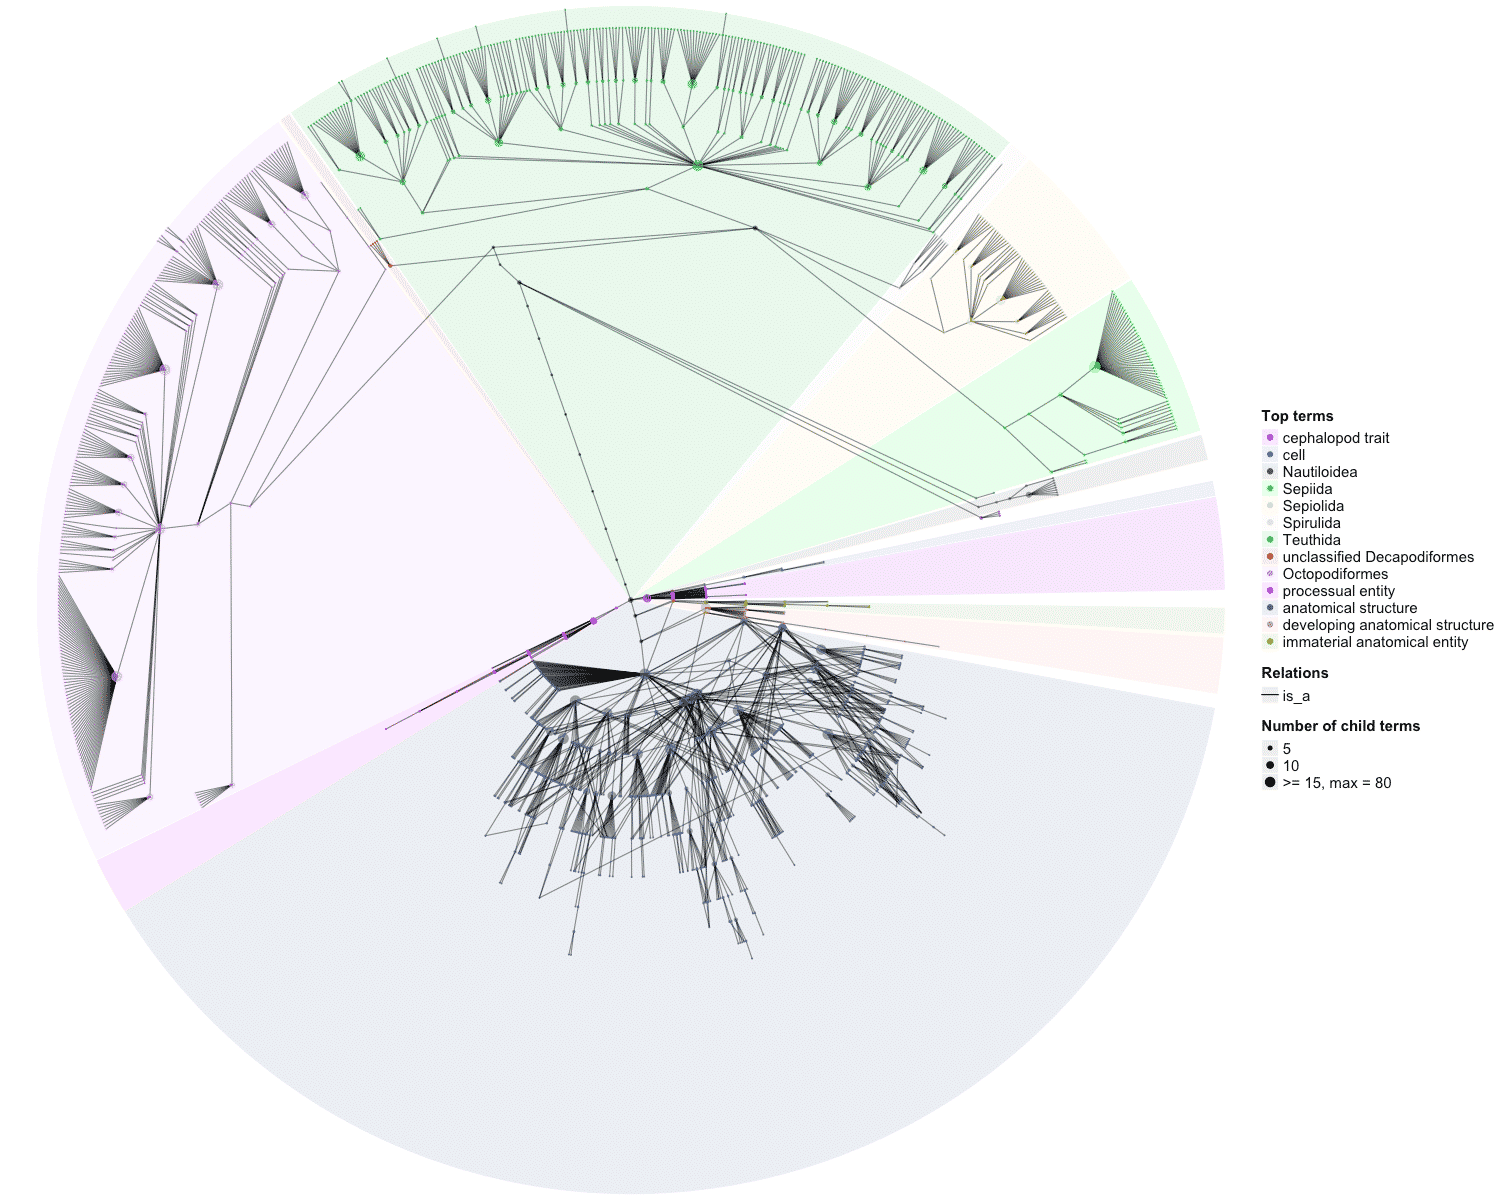 Top terms
cephalopod trait
cell
Nautiloidea
Sepiida
Sepiolida
Spirulida
Teuthida
unclassified Decapodiformes
Octopodiformes
processual entity
anatomical structure
developing anatomical structure
immaterial anatomical entity
Relations
is_a
Number of child terms
5
10
>= 15, max = 80